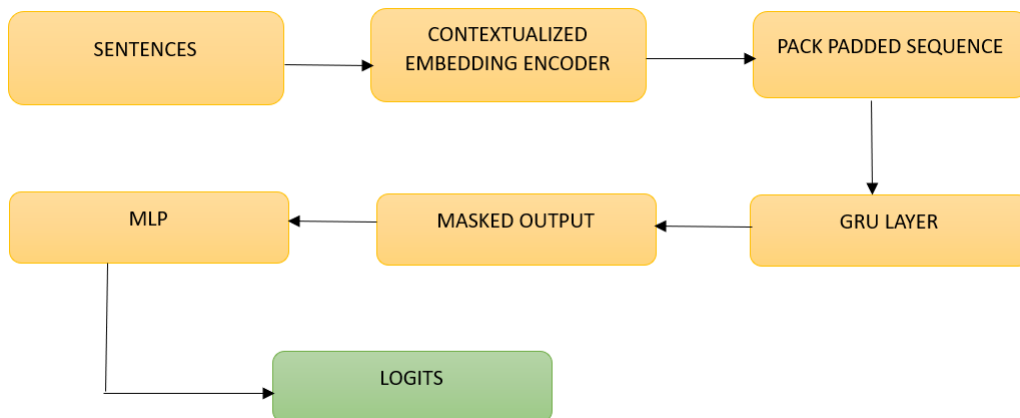 SENTENCES
CONTEXTUALIZED
EMBEDDING ENCODER
PACK PADDED SEQUENCE
GRU LAYER
MASKED OUTPUT
MLP
LOGITS